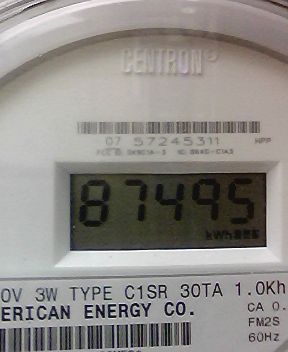 CENTRON®
07 57245311 HPP
87495
kWh
0V 3W TYPE C1SR 30TA 1.0Kh
ERICAN ENERGY CO. CA 0.
FM2S
60Hz